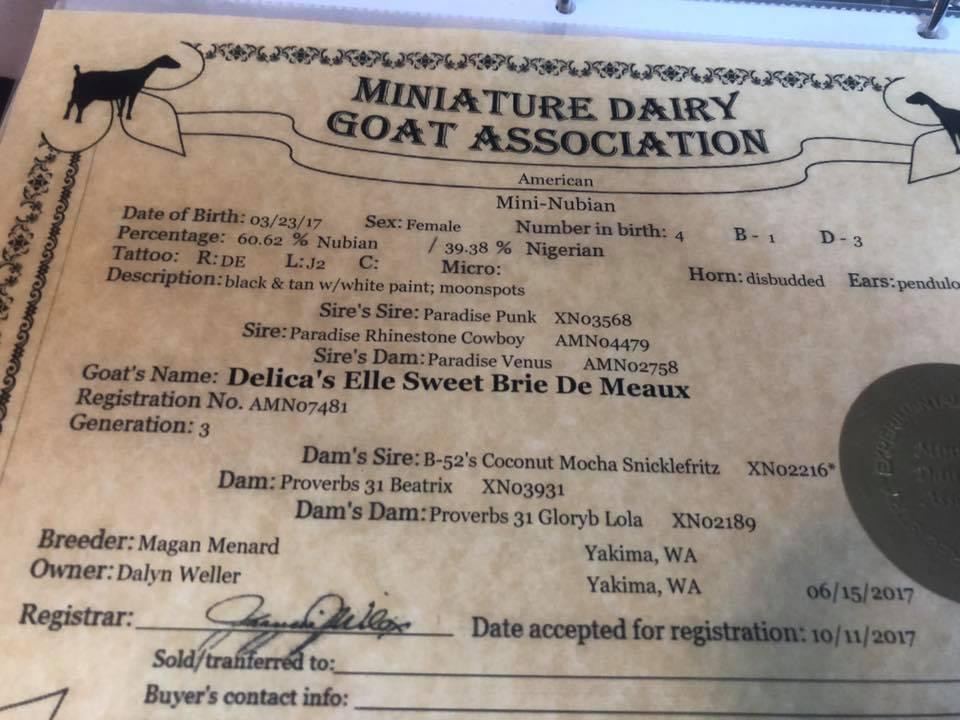 MINIATURE DAIRY
GOAT ASSOCIATION
American
Mini-Nubian
Date of Birth: 03/23/17 Sex: Female Number in birth: 4 B - 1 D - 3
Percentage: 60.62 % Nubian / 39.38 % Nigerian
Tattoo: R: DE L: J2 C: Micro:
Horn: disbudded Ears: pendulo
Description: black & tan w/white paint; moonspots
Sire's Sire: Paradise Punk XN03568
Sire: Paradise Rhinestone Cowboy AMN04479
Sire's Dam: Paradise Venus AMN02758
Goat's Name: Delica's Elle Sweet Brie De Meaux
Registration No. AMN07481
Generation: 3
Dam's Sire: B-52's Coconut Mocha Snicklefritz XN02216*
Dam: Proverbs 31 Beatrix XN03931
Dam's Dam: Proverbs 31 Gloryb Lola XN02189
Breeder: Magan Menard Yakima, WA
Owner: Dalyn Weller Yakima, WA 06/15/2017
Registrar: Date accepted for registration: 10/11/2017
Sold/tranferred to:
Buyer's contact info: